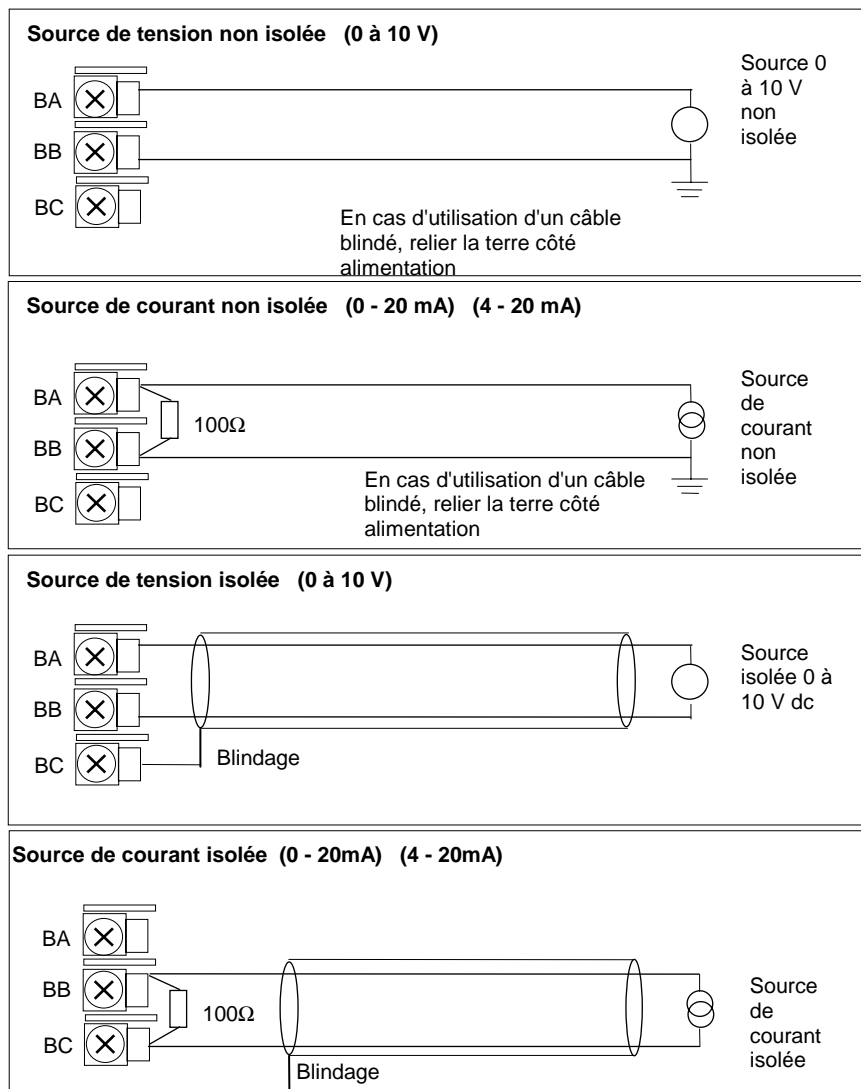 Source de tension non isolée (0 à 10 V)
Source 0
à 10 V
non
isolée
BA
BB
BC
En cas d'utilisation d'un câble
blindé, relier la terre côté
alimentation
Source de courant non isolée (0 - 20 mA) (4 - 20 mA)
Source
de
courant
non
isolée
BA
100Ω
BB
BC
En cas d'utilisation d'un câble
blindé, relier la terre côté
alimentation
Source de tension isolée (0 à 10 V)
Source
isolée 0 à
10 V dc
BA
BB
BC
Blindage
Source de courant isolée (0 - 20mA) (4 - 20mA)
BA
BB
100Ω
BC
Source
de
courant
isolée
Blindage